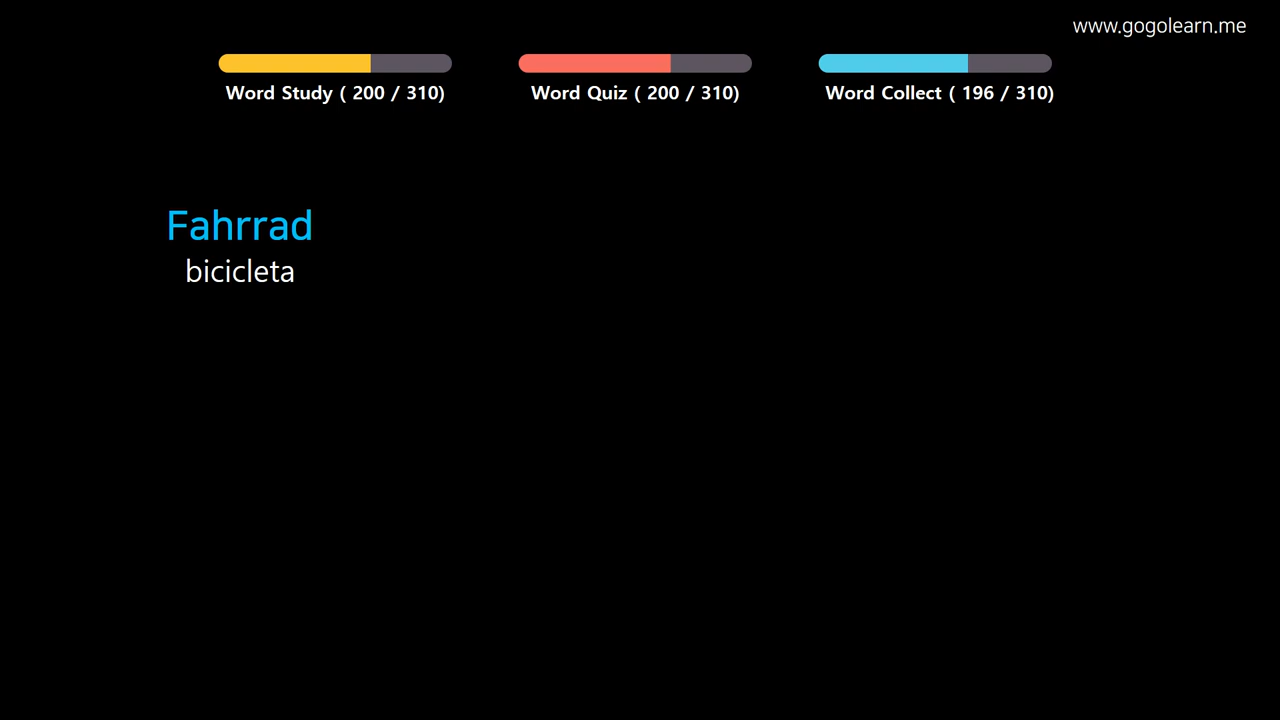 www.gogolearn.me
Word Study ( 200 / 310)
Word Quiz ( 200 / 310)
Word Collect ( 196 / 310)
Fahrrad
bicicleta